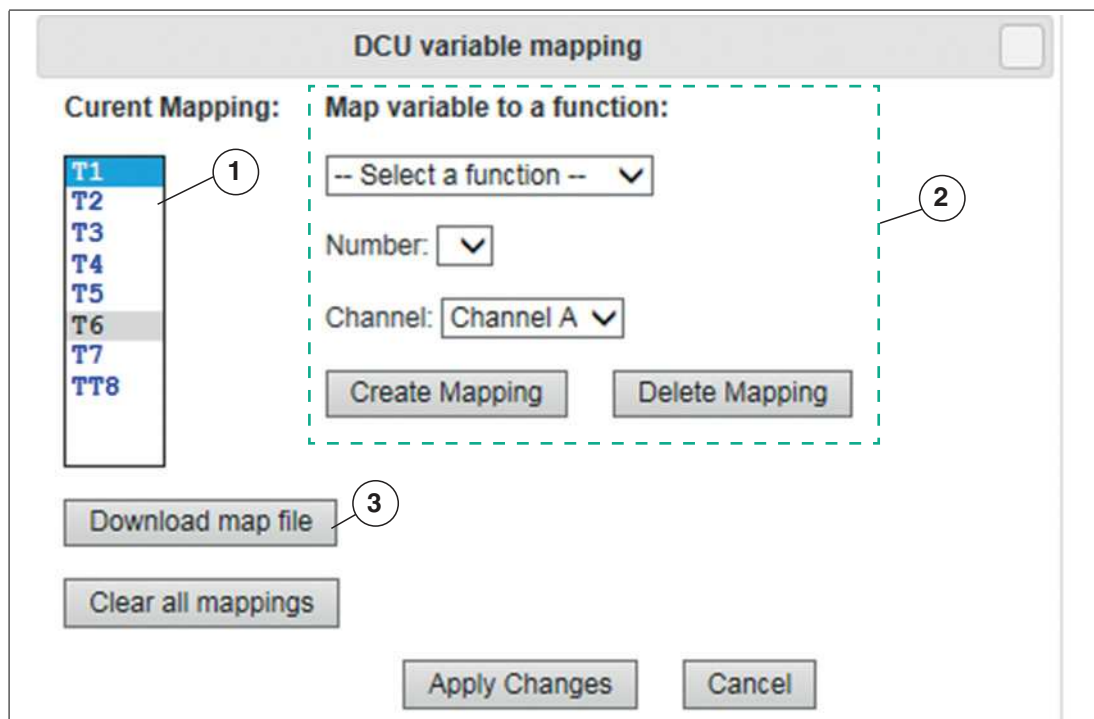 DCU variable mapping
Curent Mapping:
Map variable to a function:
T1
T2
T3
T4
T5
T6
T7
TT8
1
-- Select a function --
2
Number:
Channel: Channel A
Create Mapping
Delete Mapping
Download map file
3
Clear all mappings
Apply Changes
Cancel